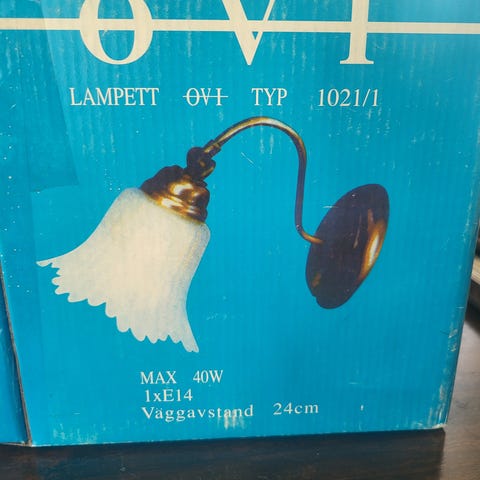 OVI
LAMPETT OVI TYP 1021/1
MAX 40W
1xE14
Väggavstand 24cm